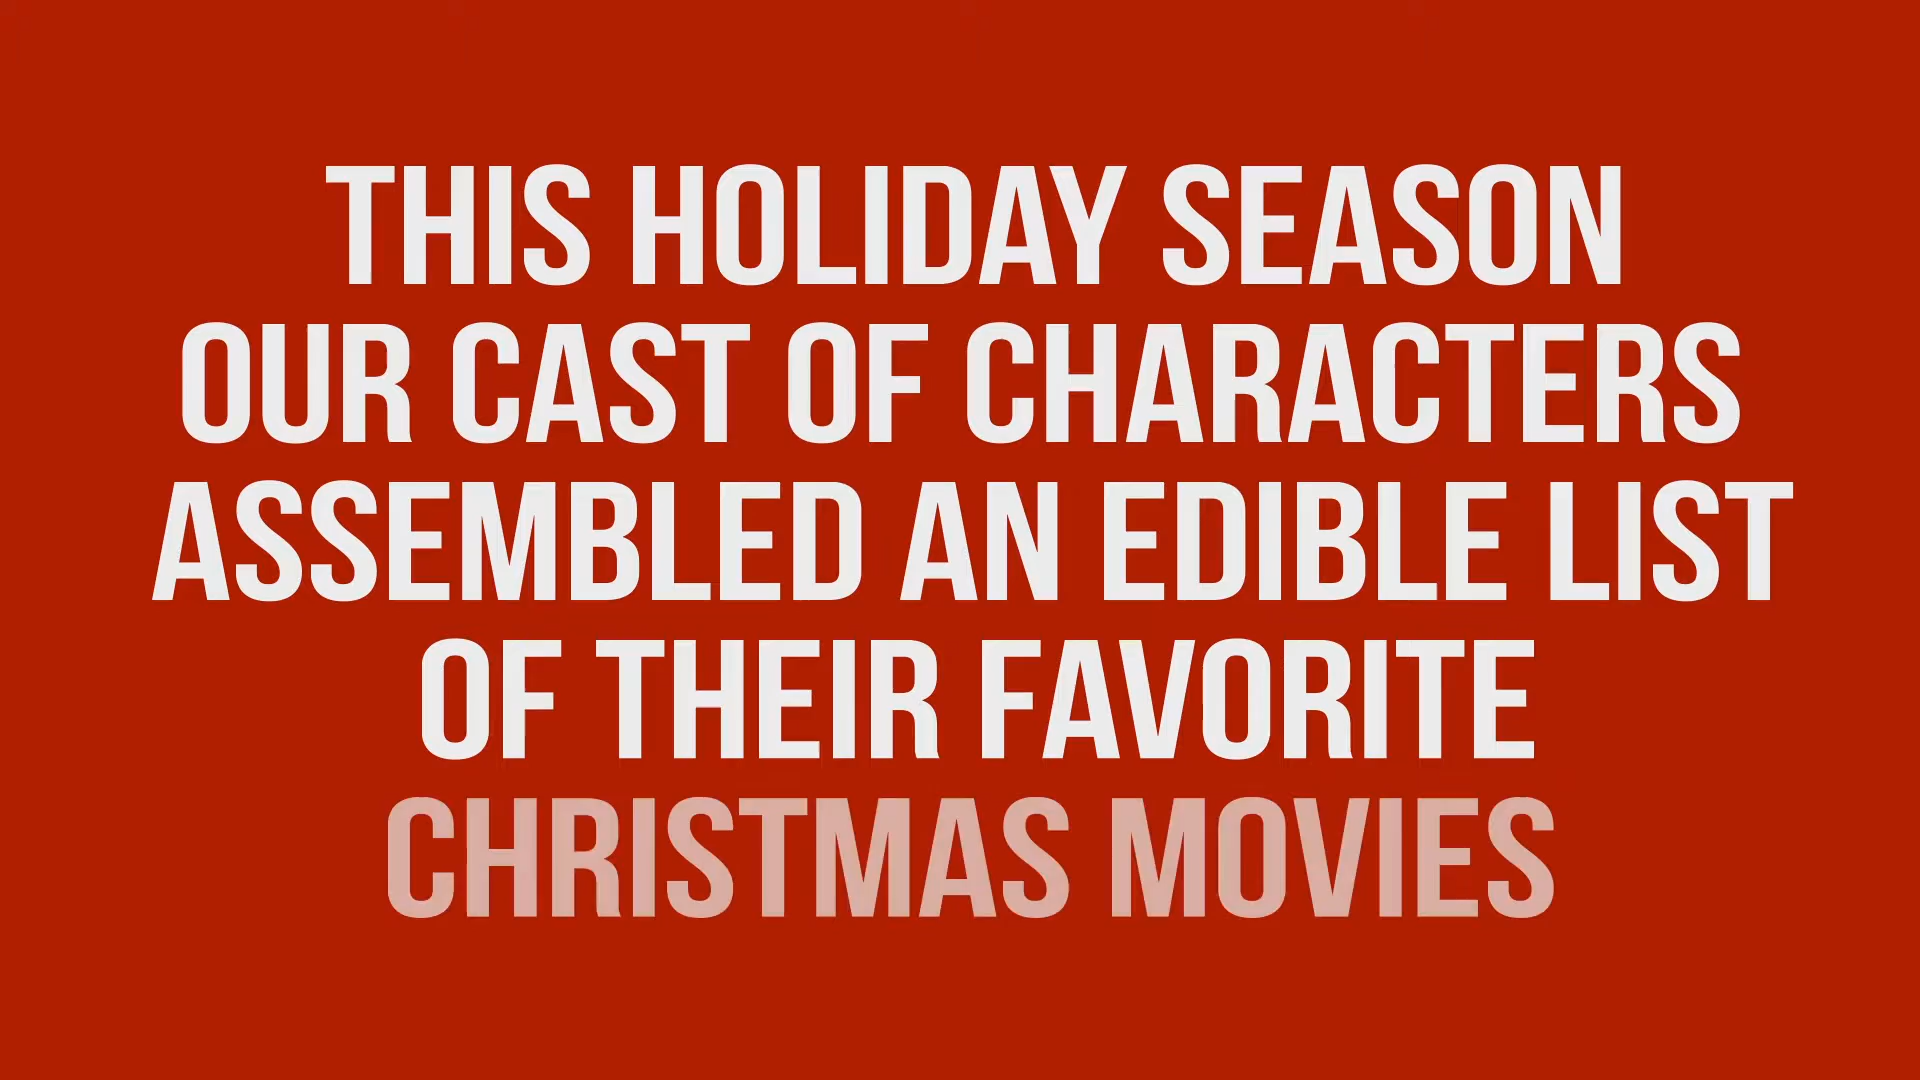 THIS HOLIDAY SEASON
OUR CAST OF CHARACTERS
ASSEMBLED AN EDIBLE LIST
OF THEIR FAVORITE
CHRISTMAS MOVIES